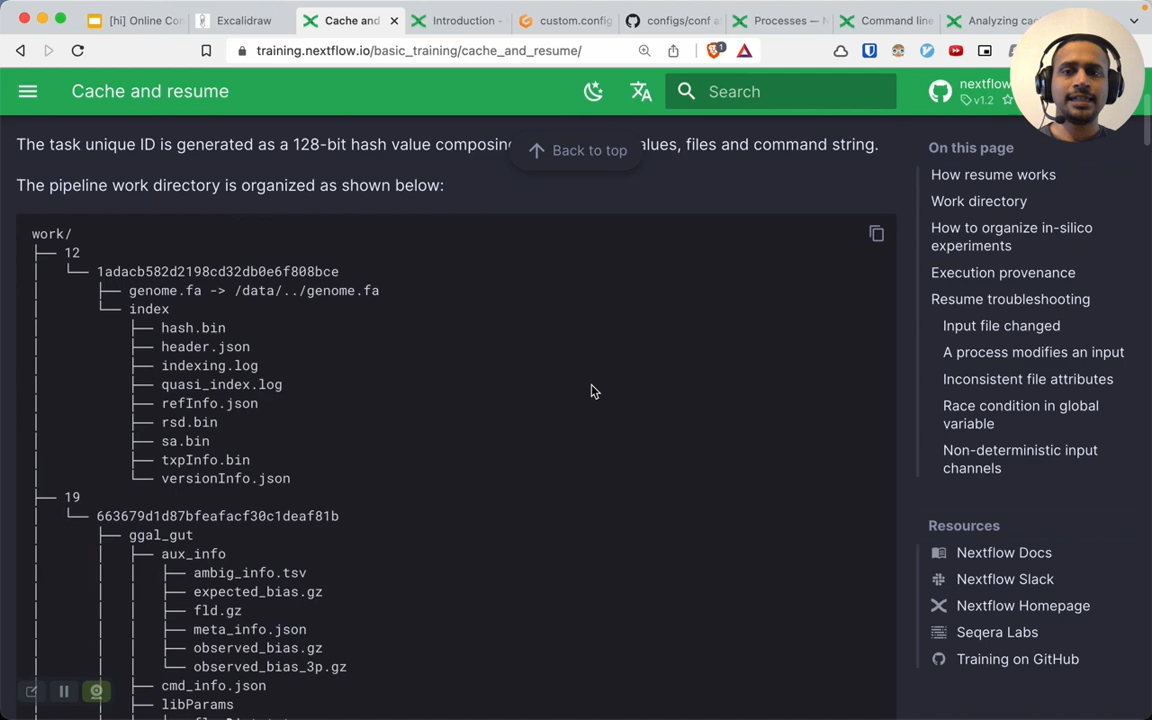 [hi] Online Co
Excalidraw
Cache and
Introduction -
custom.config
configs/conf a
Processes — N
Command line
Analyzing cac
training.nextflow.io/basic_training/cache_and_resume/
1
Cache and resume
Search
nextflow
v1.2
The task unique ID is generated as a 128-bit hash value composing
alues, files and command string.
Back to top
The pipeline work directory is organized as shown below:
work/
├── 12
│   └── 1adacb582d2198cd32db0e6f808bce
│       ├── genome.fa -> /data/../genome.fa
│       └── index
│           ├── hash.bin
│           ├── header.json
│           ├── indexing.log
│           ├── quasi_index.log
│           ├── refInfo.json
│           ├── rsd.bin
│           ├── sa.bin
│           ├── txpInfo.bin
│           └── versionInfo.json
├── 19
│   └── 663679d1d87bfeafacf30c1deaf81b
│       ├── ggal_gut
│       │   ├── aux_info
│       │   │   ├── ambig_info.tsv
│       │   │   ├── expected_bias.gz
│       │   │   ├── fld.gz
│       │   │   ├── meta_info.json
│       │   │   ├── observed_bias.gz
│       │   │   └── observed_bias_3p.gz
│       │   ├── cmd_info.json
│       │   ├── libParams
On this page
How resume works
Work directory
How to organize in-silico
experiments
Execution provenance
Resume troubleshooting
Input file changed
A process modifies an input
Inconsistent file attributes
Race condition in global
variable
Non-deterministic input
channels
Resources
Nextflow Docs
Nextflow Slack
Nextflow Homepage
Seqera Labs
Training on GitHub